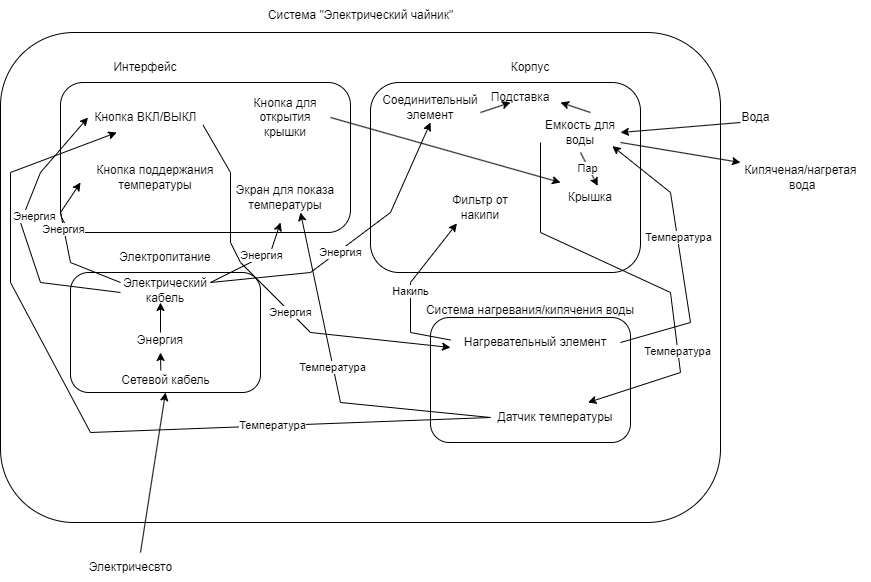 Система "Электрический чайник"
Интерфейс
Корпус
Кнопка ВКЛ/ВЫКЛ
Кнопка для
открытия
крышки
Соединительный
элемент
Подставка
Емкость для
воды
Вода
Пар
Крышка
Кипяченая/нагретая
вода
Кнопка поддержания
температуры
Экран для показа
температуры
Фильтр от
накипи
Энергия
Энергия
Температура
Электропитание
Энергия
Энергия
Электрический
кабель
Накипь
Система нагревания/кипячения воды
Энергия
Энергия
Нагревательный элемент
Температура
Температура
Сетевой кабель
Датчик температуры
Температура
Электричесвто